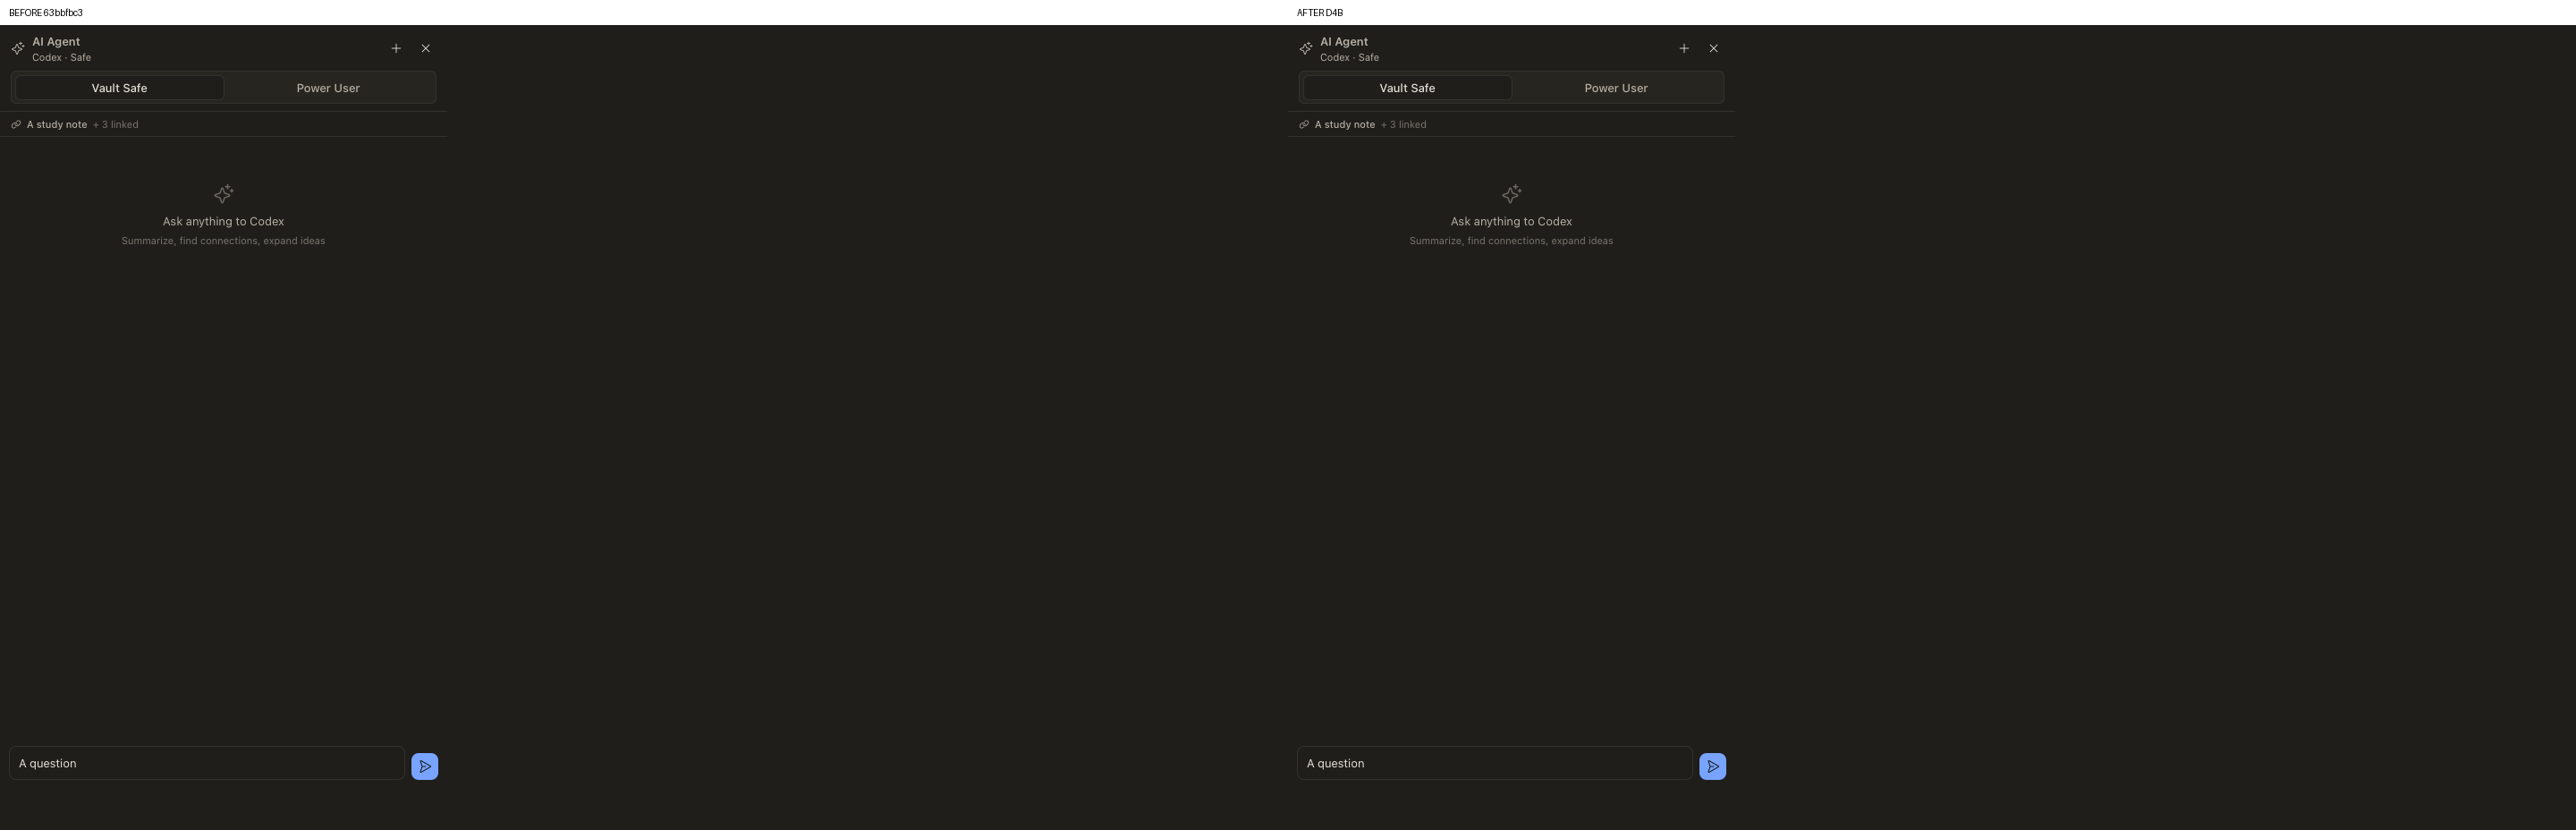 BEFORE 63bbfbc3
AI Agent
Codex · Safe
Vault Safe
Power User
A study note + 3 linked
Ask anything to Codex
Summarize, find connections, expand ideas
A question
AFTER D4B
AI Agent
Codex · Safe
Vault Safe
Power User
A study note + 3 linked
Ask anything to Codex
Summarize, find connections, expand ideas
A question